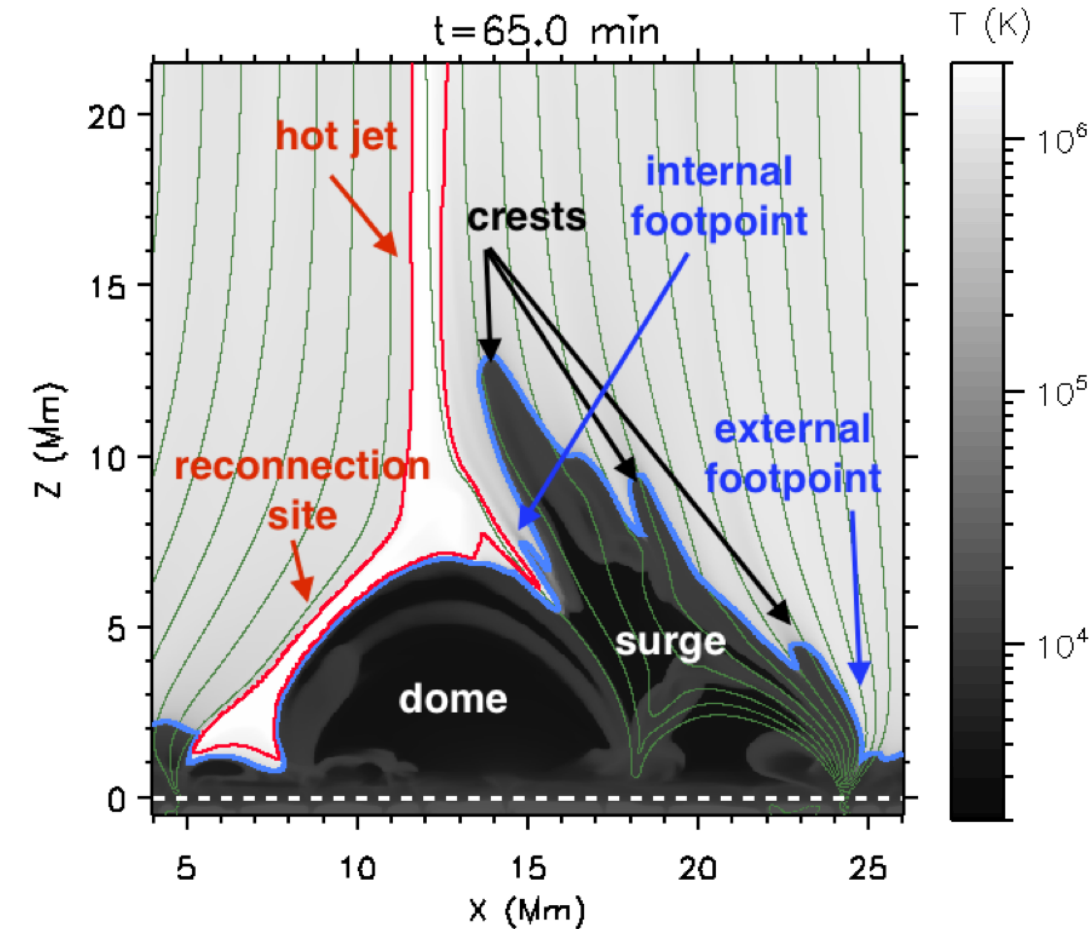 t=65.0 min
T (K)
hot jet
internal
footpoint
crests
external
footpoint
reconnection
site
surge
dome
20
15
10
5
0
Z (Mm)
5
10
15
20
25
X (Mm)
10⁶
10⁵
10⁴